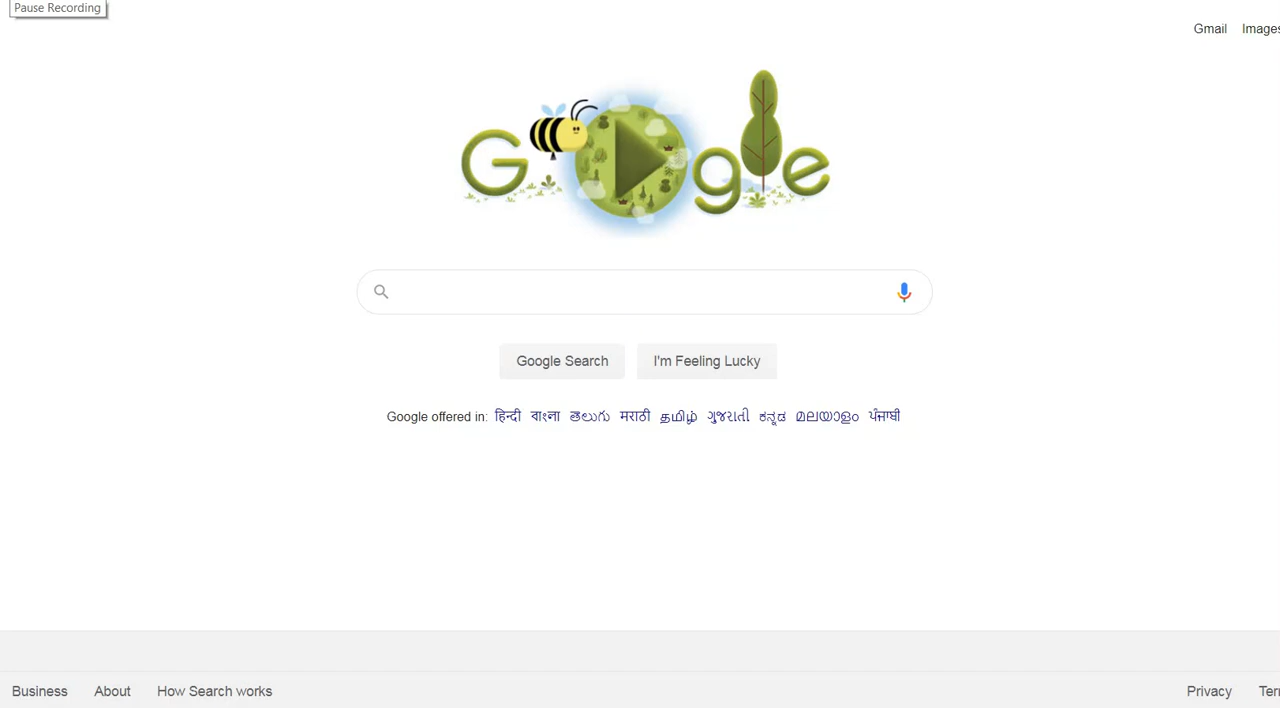 Pause Recording
Gmail Images
Google
Google Search I'm Feeling Lucky
Google offered in: हिन्दी বাংলা తెలుగు मराठी தமிழ் ગુજરાતી ಕನ್ನಡ മലയാളം ਪੰਜਾਬੀ
Business About How Search works Privacy